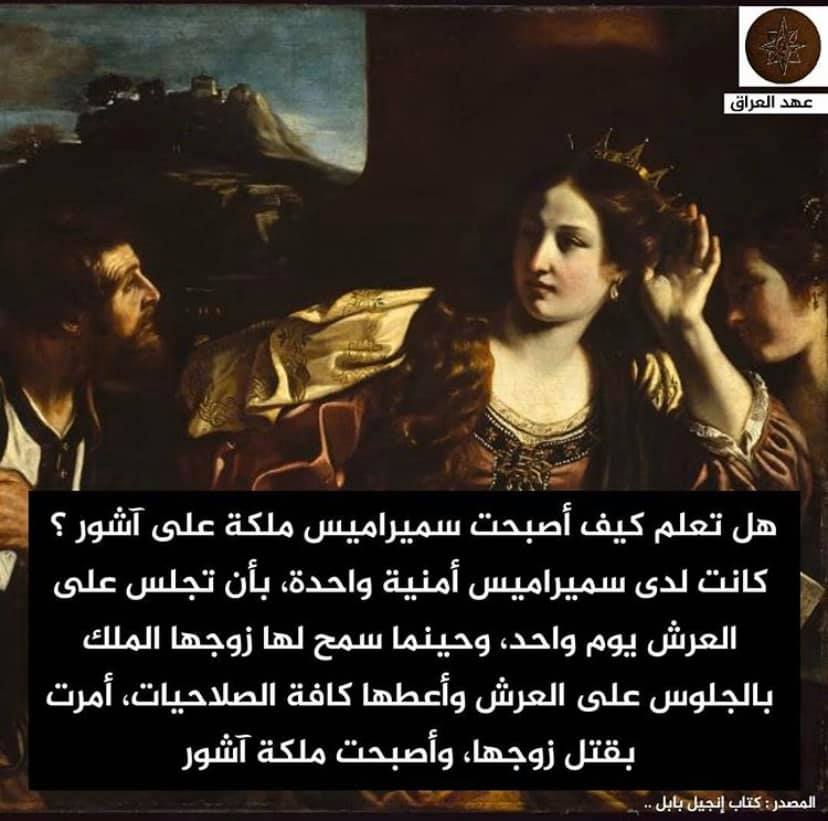 عهد العراق
هل تعلم كيف أصبحت سميراميس ملكة على آشور ؟
كانت لدى سميراميس أمنية واحدة، بأن تجلس على
العرش يوم واحد، وحينما سمح لها زوجها الملك
بالجلوس على العرش وأعطها كافة الصلاحيات، أمرت
بقتل زوجها، وأصبحت ملكة آشور
المصدر : كتاب إنجيل بابل ..